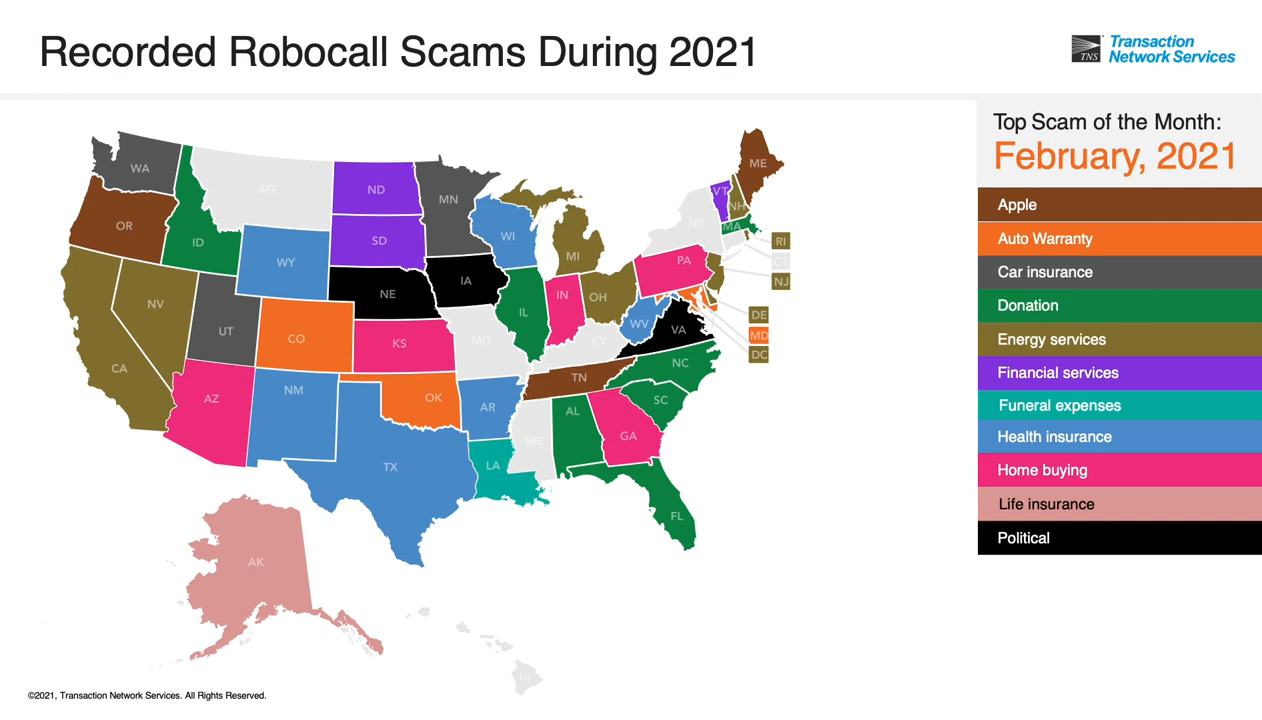 Recorded Robocall Scams During 2021
TNS
Transaction
Network Services
Top Scam of the Month:
February, 2021
Apple
Auto Warranty
Car insurance
Donation
Energy services
Financial services
Funeral expenses
Health insurance
Home buying
Life insurance
Political
WA
MT
ND
MN
ME
OR
ID
SD
WI
VT
NH
NY
MA
WY
MI
PA
RI
CT
NJ
NV
NE
IA
IL
IN
OH
DE
MD
DC
UT
CO
KS
MO
KY
WV
VA
CA
AZ
NM
OK
AR
TN
NC
SC
TX
LA
MS
AL
GA
FL
AK
HI
©2021, Transaction Network Services. All Rights Reserved.